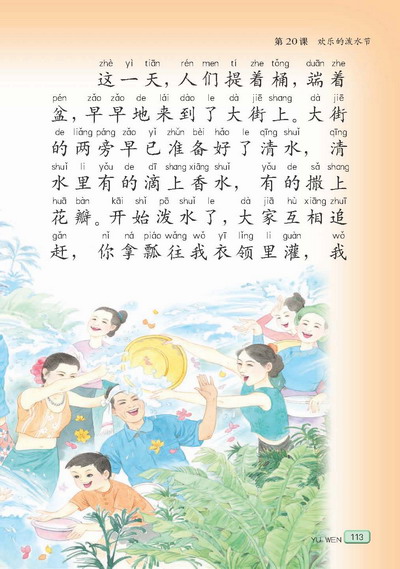 第20课 欢乐的泼水节
zhè yì tiān rén men tí zhe tǒng duān zhe
这一天，人们提着桶，端着
pén zǎo zǎo de lái dào le dà jiē shang dà jiē
盆，早早地来到了大街上。大街
de liǎng páng zǎo yǐ zhǔn bèi hǎo le qīng shuǐ qīng
的两旁早已准备好了清水，清
shuǐ li yǒu de dī shang xiāng shuǐ yǒu de sǎ shang
水里有的滴上香水，有的撒上
huā bàn kāi shǐ pō shuǐ le dà jiā hù xiāng zhuī
花瓣。开始泼水了，大家互相追
gǎn nǐ ná piáo wǎng wǒ yī lǐng li guàn wǒ
赶，你拿瓢往我衣领里灌，我
YU WEN 113